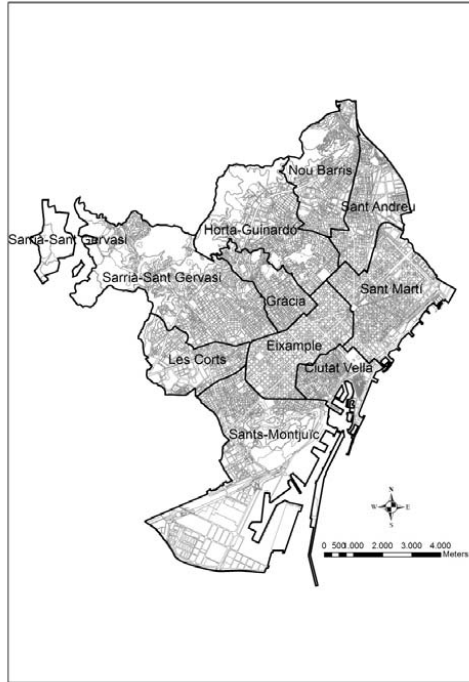 Nou Barris
Sant Andreu
Horta-Guinardó
Sarrià-Sant Gervasi
Sarrià-Sant Gervasi
Gràcia
Sant Martí
Eixample
Les Corts
Ciutat Vella
Sants-Montjuïc
N
W E
S
0 500 1.000 2.000 3.000 4.000
Meters